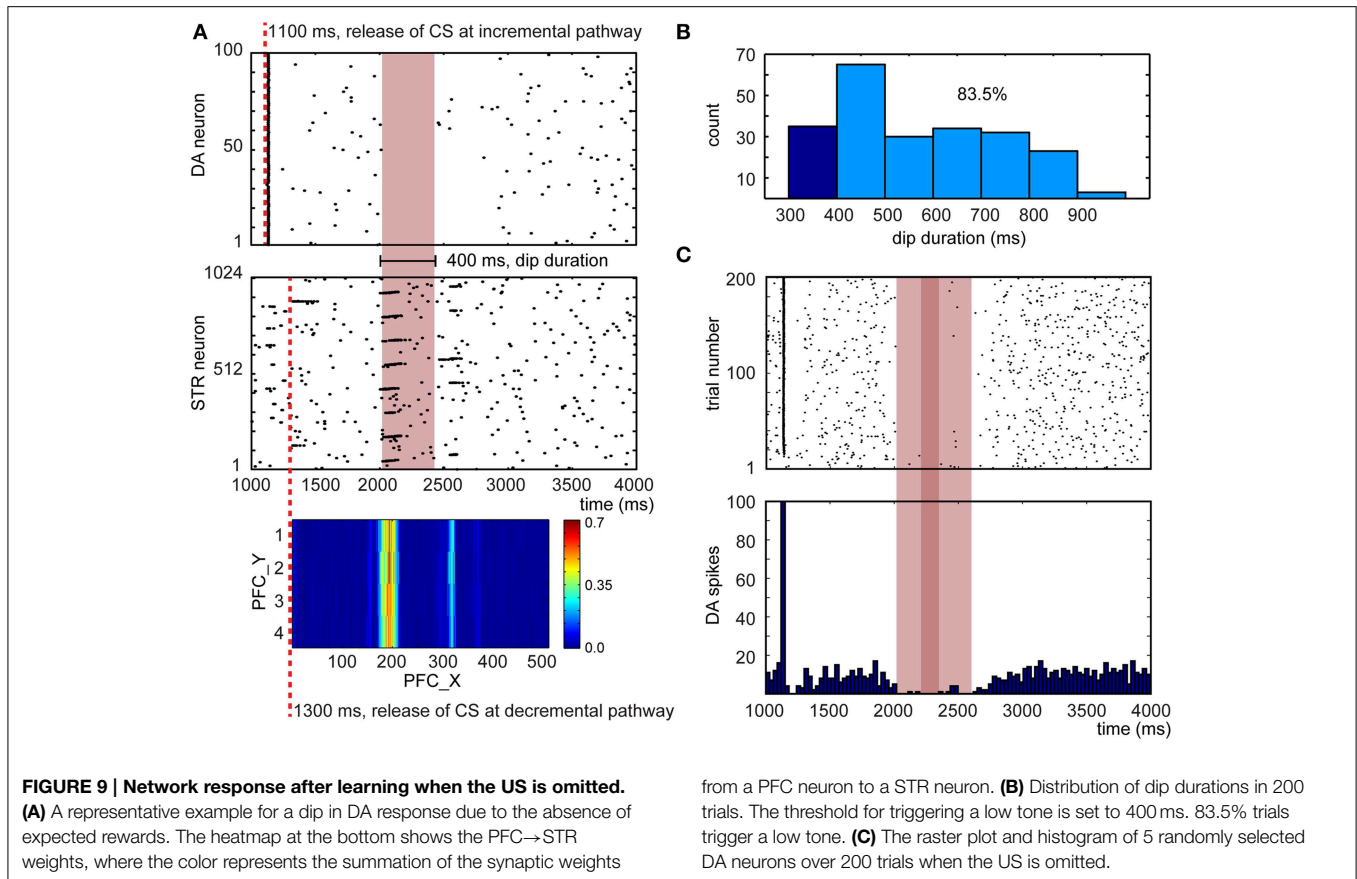 A
1100 ms, release of CS at incremental pathway
100
50
1
DA neuron
400 ms, dip duration
1024
512
1
STR neuron
1000 1500 2000 2500 3000 3500 4000
time (ms)
1
2
3
4
PFC_Y
100 200 300 400 500
PFC_X
0.7
0.35
0.0
1300 ms, release of CS at decremental pathway
B
70
50
30
10
count
83.5%
300 400 500 600 700 800 900
dip duration (ms)
C
200
100
1
trial number
100
80
60
40
20
DA spikes
1000 1500 2000 2500 3000 3500 4000
time (ms)
FIGURE 9 | Network response after learning when the US is omitted.
(A) A representative example for a dip in DA response due to the absence of
expected rewards. The heatmap at the bottom shows the PFC→STR
weights, where the color represents the summation of the synaptic weights
from a PFC neuron to a STR neuron. (B) Distribution of dip durations in 200
trials. The threshold for triggering a low tone is set to 400 ms. 83.5% trials
trigger a low tone. (C) The raster plot and histogram of 5 randomly selected
DA neurons over 200 trials when the US is omitted.